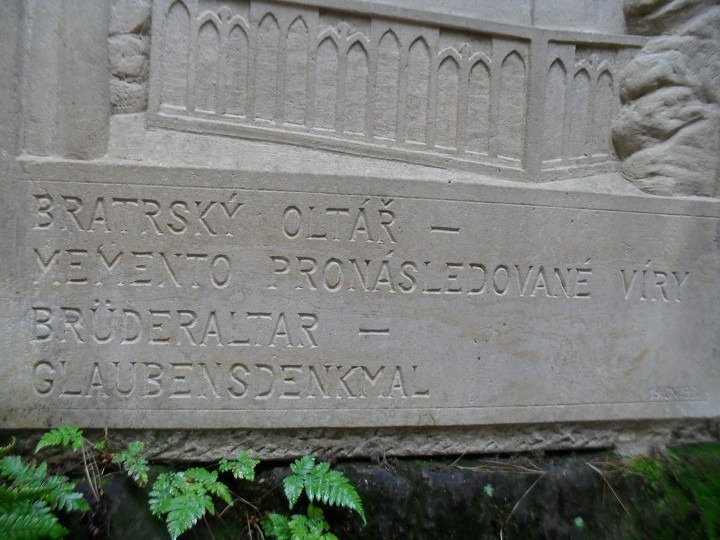 BRATRSKÝ OLTÁŘ —
MEMENTO PRONÁSLEDOVANÉ VÍRY
BRÜDERALTAR —
GLAUBENSDENKMAL